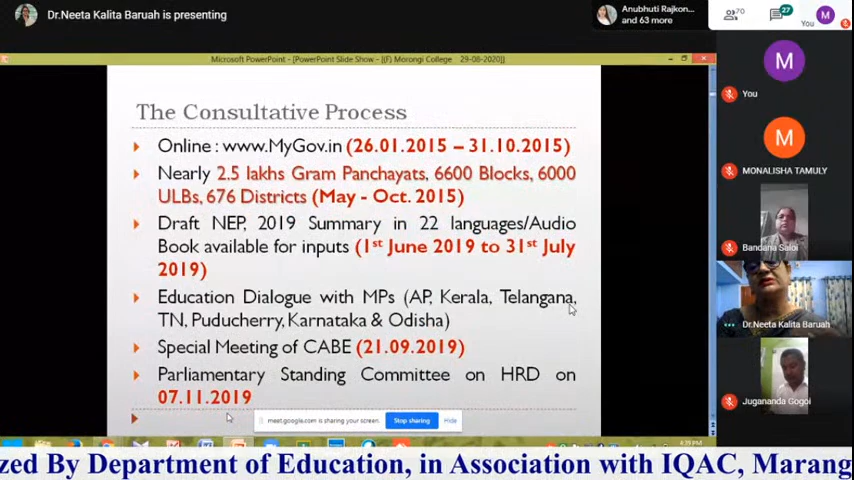 Dr.Neeta Kalita Baruah is presenting
Anubhuti Rajkon...
and 63 more
70
27
M
You
Microsoft PowerPoint - [PowerPoint Slide Show - [(F) Morongi College 29-08-2020]]
The Consultative Process
Online : www.MyGov.in (26.01.2015 – 31.10.2015)
Nearly 2.5 lakhs Gram Panchayats, 6600 Blocks, 6000
ULBs, 676 Districts (May - Oct. 2015)
Draft NEP, 2019 Summary in 22 languages/Audio
Book available for inputs (1st June 2019 to 31st July
2019)
Education Dialogue with MPs (AP, Kerala, Telangana,
TN, Puducherry, Karnataka & Odisha)
Special Meeting of CABE (21.09.2019)
Parliamentary Standing Committee on HRD on
07.11.2019
meet.google.com is sharing your screen.
Stop sharing
Hide
4:39 PM
M
You
M
MONALISHA TAMULY
Bandana Saloi
Dr.Neeta Kalita Baruah
Jugananda Gogoi
zed By Department of Education, in Association with IQAC, Marang